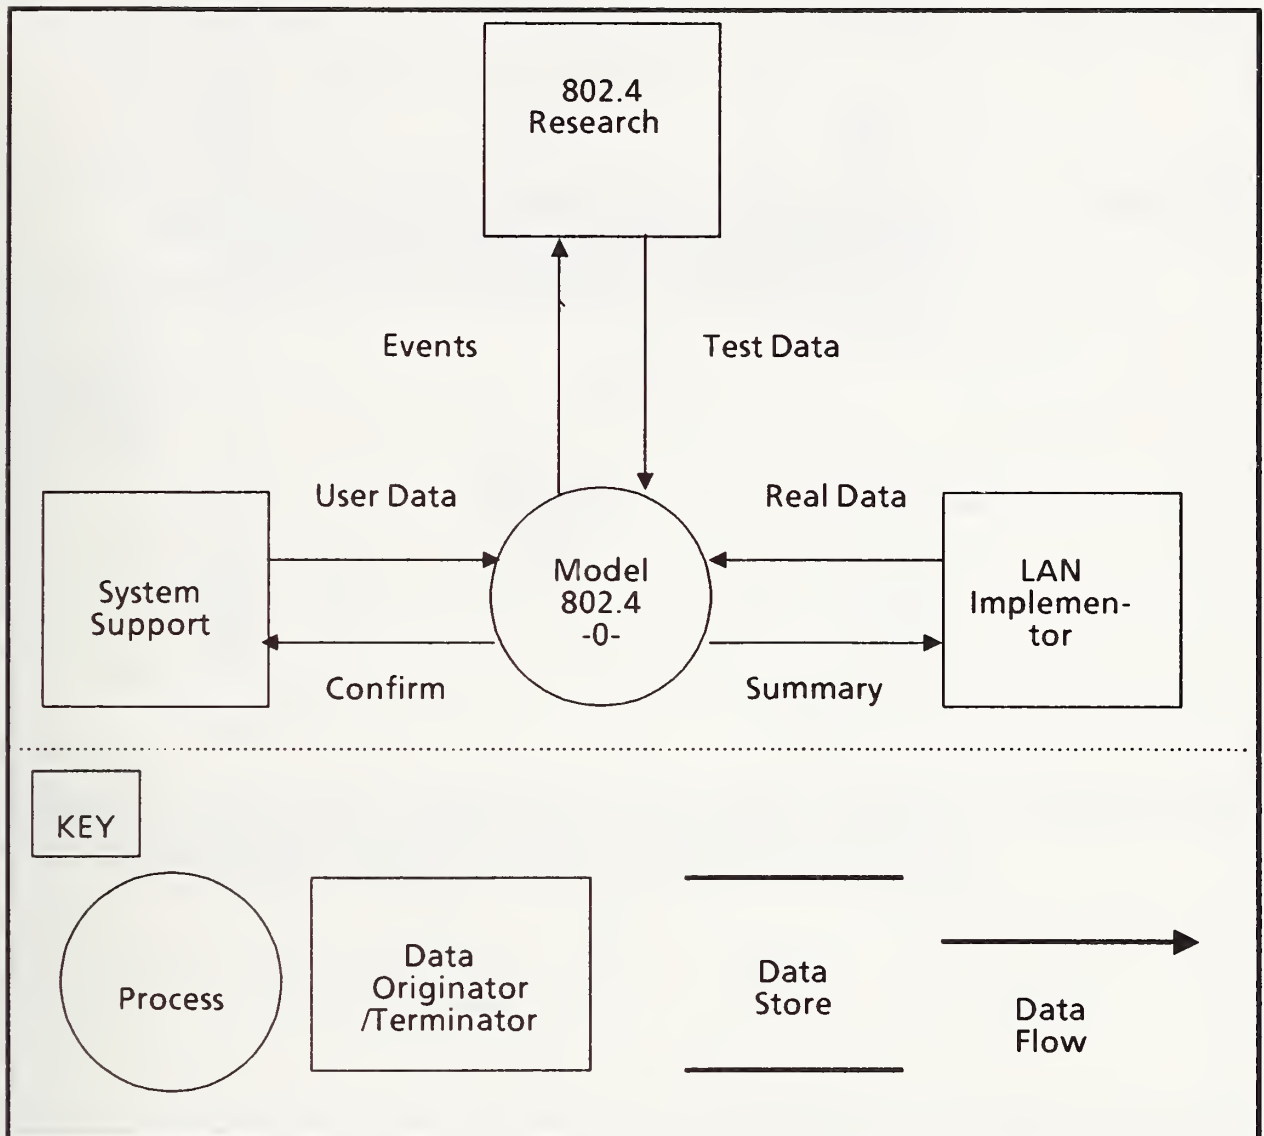 802.4
Research
Events
Test Data
User Data
Real Data
System
Support
Model
802.4
-0-
LAN
Implemen-
tor
Confirm
Summary
KEY
Process
Data
Originator
/Terminator
Data
Store
Data
Flow